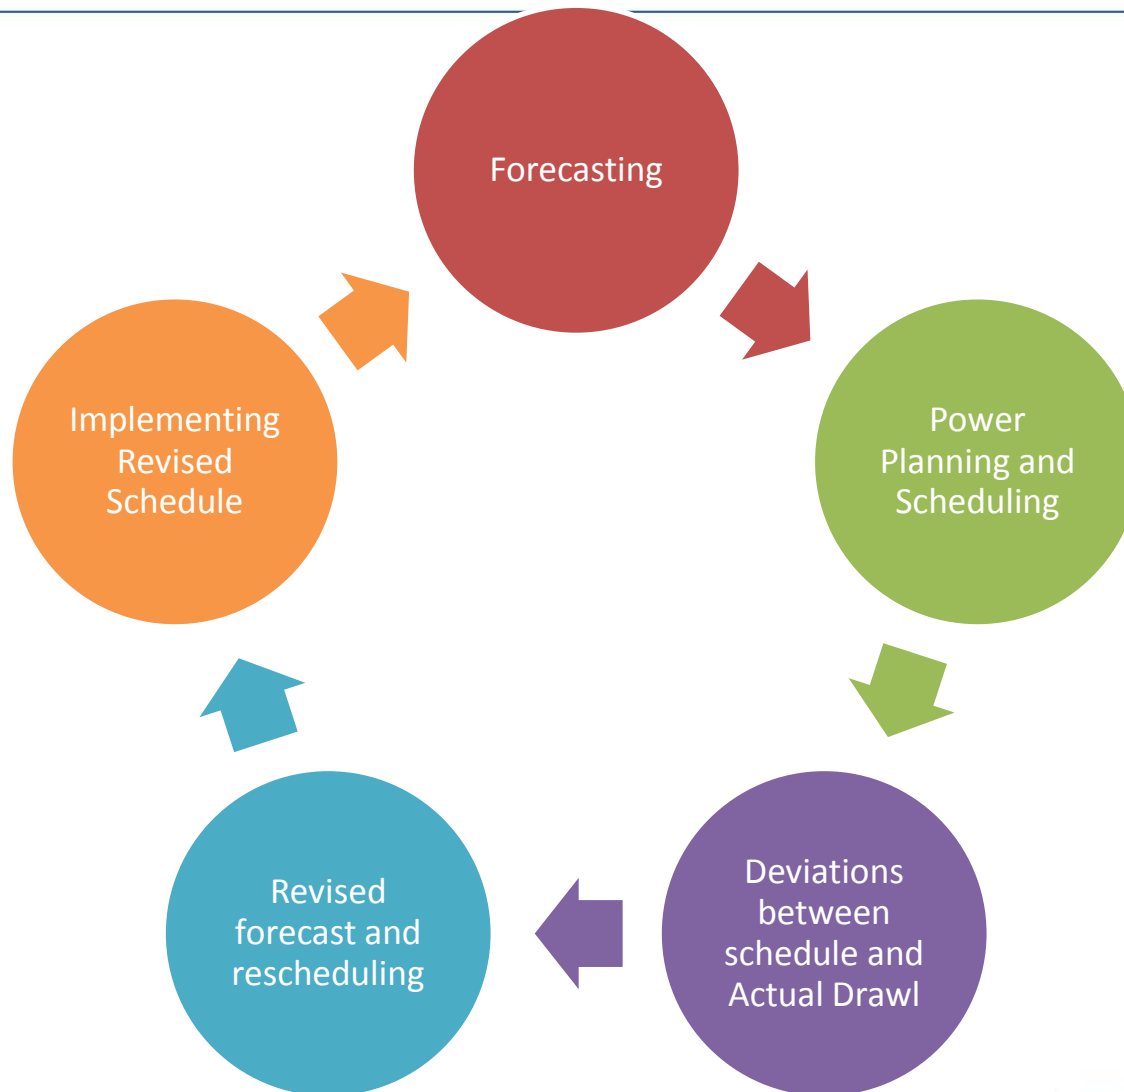 Forecasting
Power
Planning and
Scheduling
Deviations
between
schedule and
Actual Drawl
Revised
forecast and
rescheduling
Implementing
Revised
Schedule